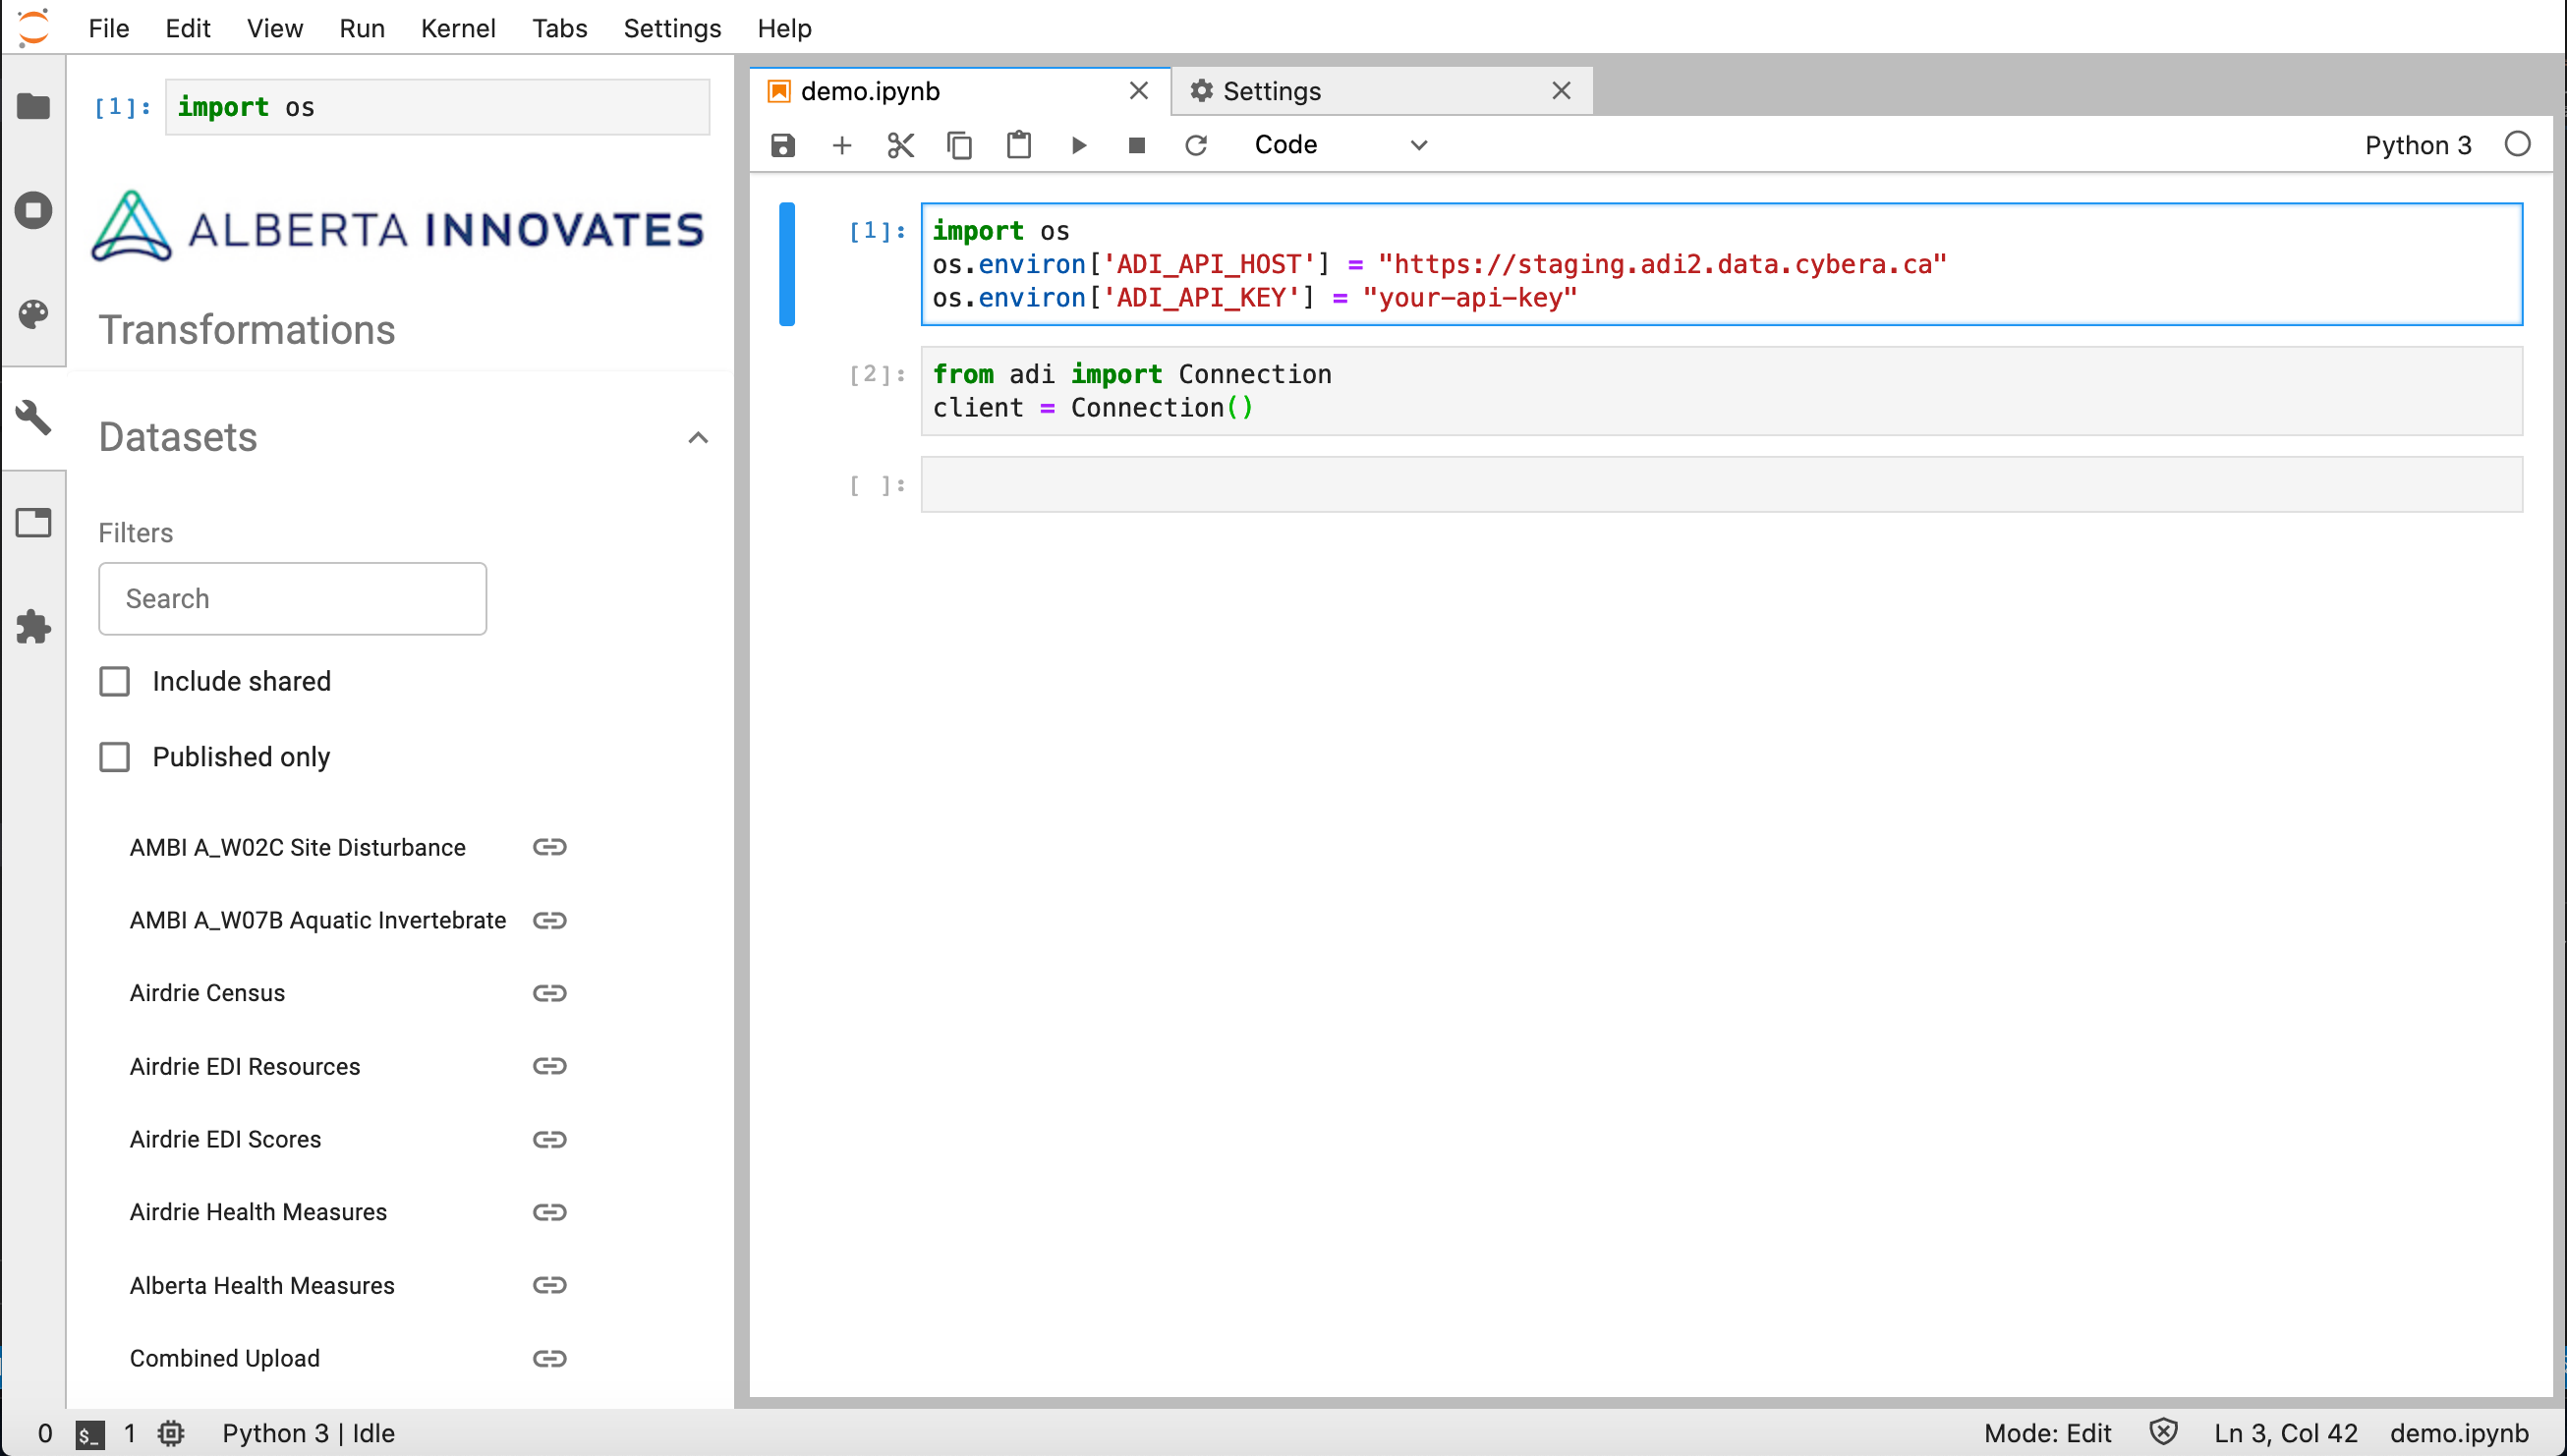 File Edit View Run Kernel Tabs Settings Help
[1]: import os
ALBERTA INNOVATES
Transformations
Datasets
Filters
Search
Include shared
Published only
AMBI A_W02C Site Disturbance
AMBI A_W07B Aquatic Invertebrate
Airdrie Census
Airdrie EDI Resources
Airdrie EDI Scores
Airdrie Health Measures
Alberta Health Measures
Combined Upload
demo.ipynb Settings
Code Python 3
[1]: import os
os.environ['ADI_API_HOST'] = "https://staging.adi2.data.cybera.ca"
os.environ['ADI_API_KEY'] = "your-api-key"
[2]: from adi import Connection
client = Connection()
[ ]:
0 $_ 1 Python 3 | Idle Mode: Edit Ln 3, Col 42 demo.ipynb